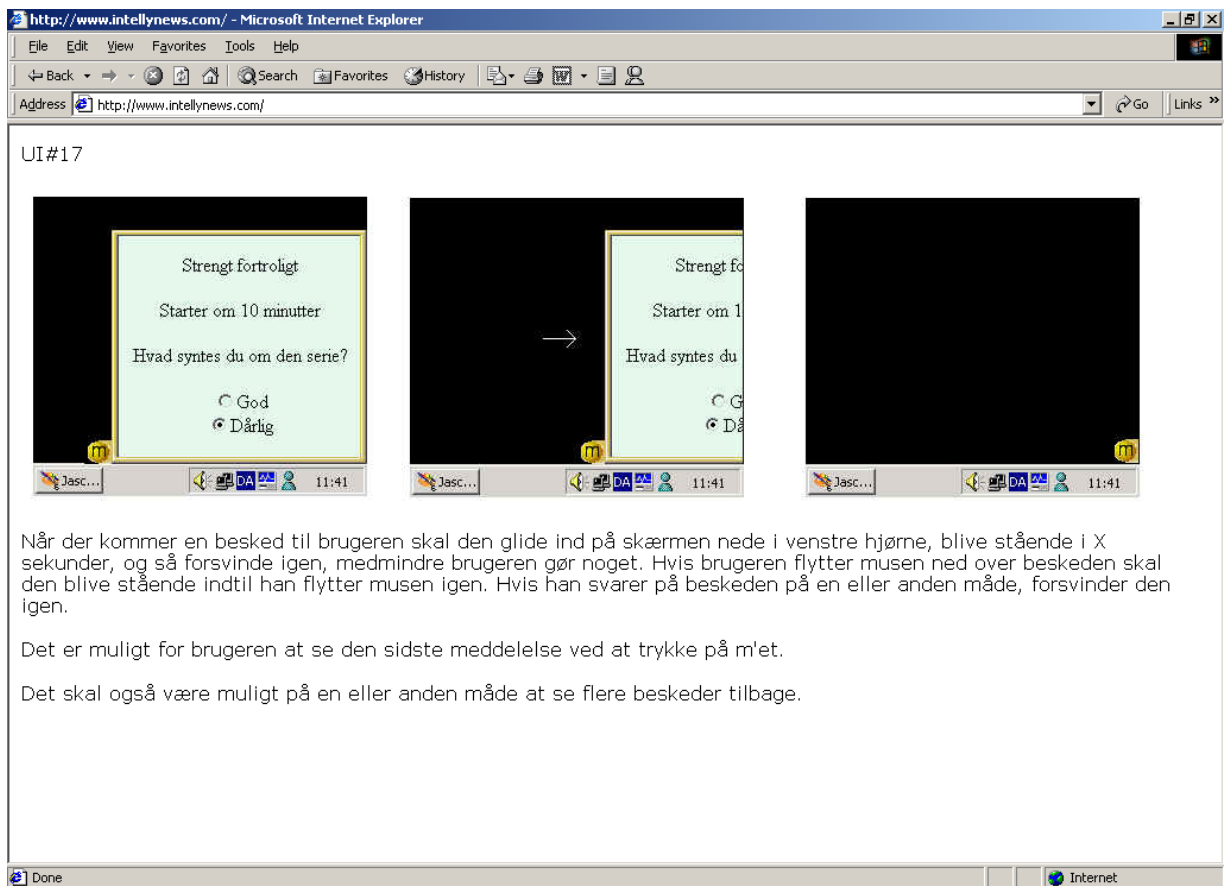 http://www.intellynews.com/ - Microsoft Internet Explorer
File Edit View Favorites Tools Help
Back Search Favorites History
Address http://www.intellynews.com/ Go Links »
UI#17
Strengt fortroligt
Starter om 10 minutter
Hvad syntes du om den serie?
God
Dårlig
m
Jasc... DA 11:41
Strengt fo
Starter om 1
Hvad syntes du
G
Då
m
Jasc... DA 11:41
m
Jasc... DA 11:41
Når der kommer en besked til brugeren skal den glide ind på skærmen nede i venstre hjørne, blive stående i X
sekunder, og så forsvinde igen, medmindre brugeren gør noget. Hvis brugeren flytter musen ned over beskeden skal
den blive stående indtil han flytter musen igen. Hvis han svarer på beskeden på en eller anden måde, forsvinder den
igen.
Det er muligt for brugeren at se den sidste meddelelse ved at trykke på m'et.
Det skal også være muligt på en eller anden måde at se flere beskeder tilbage.
Done Internet